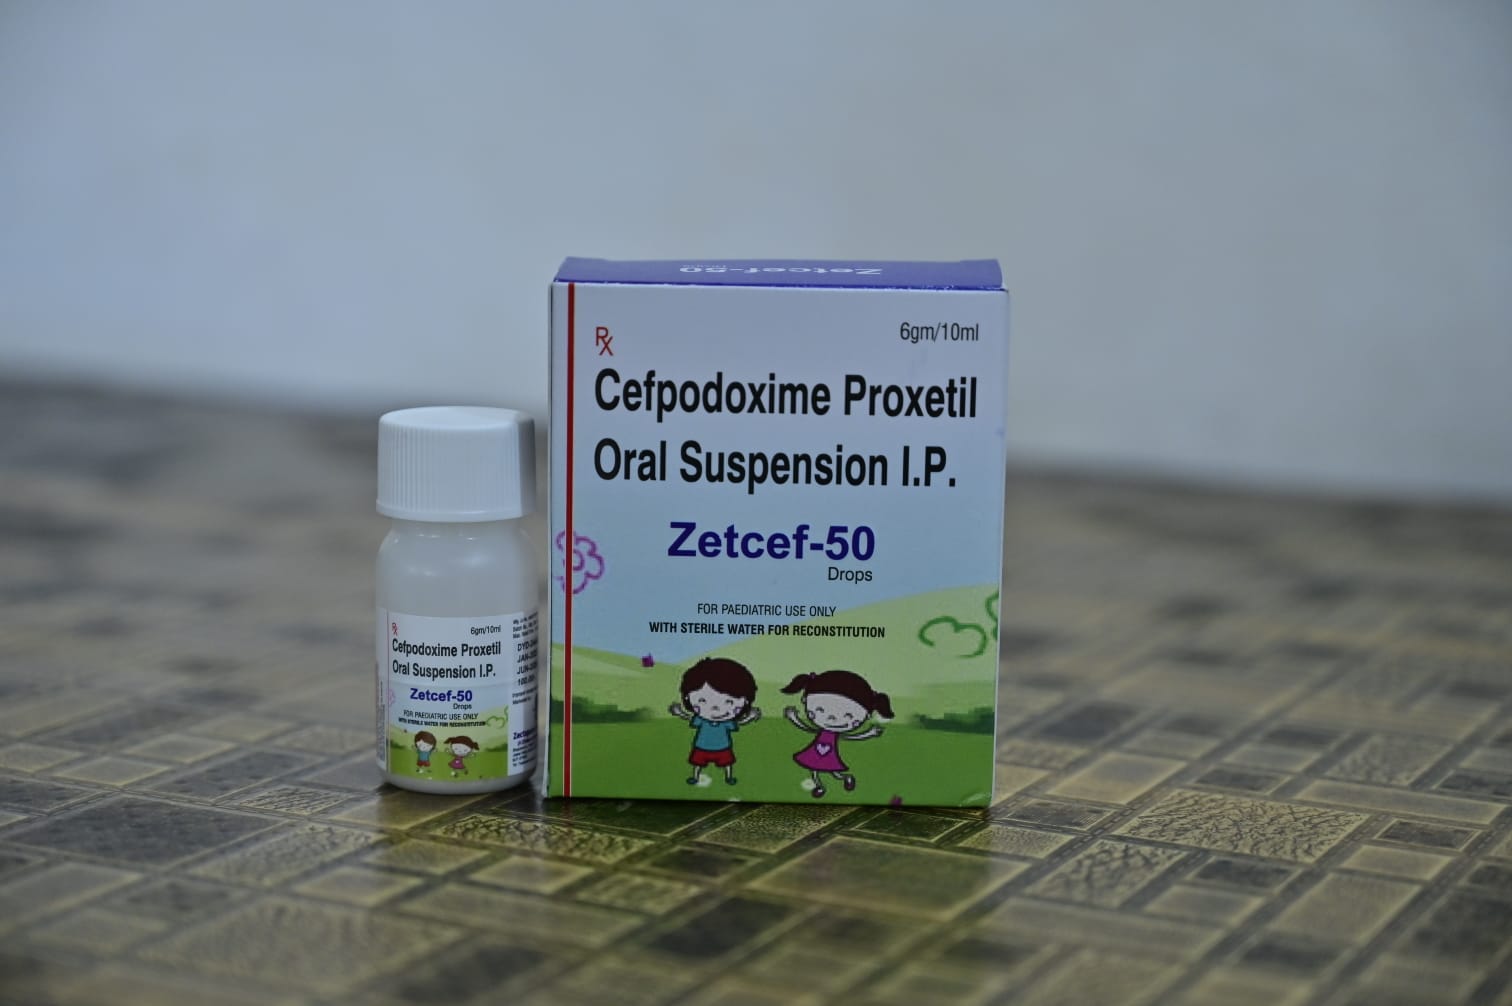 Zetcef-50
Rx
6gm/10ml
Cefpodoxime Proxetil
Oral Suspension I.P.
Zetcef-50
Drops
FOR PAEDIATRIC USE ONLY
WITH STERILE WATER FOR RECONSTITUTION
Rx
6gm/10ml
Cefpodoxime Proxetil
Oral Suspension I.P.
Zetcef-50
Drops
FOR PAEDIATRIC USE ONLY
WITH STERILE WATER FOR RECONSTITUTION